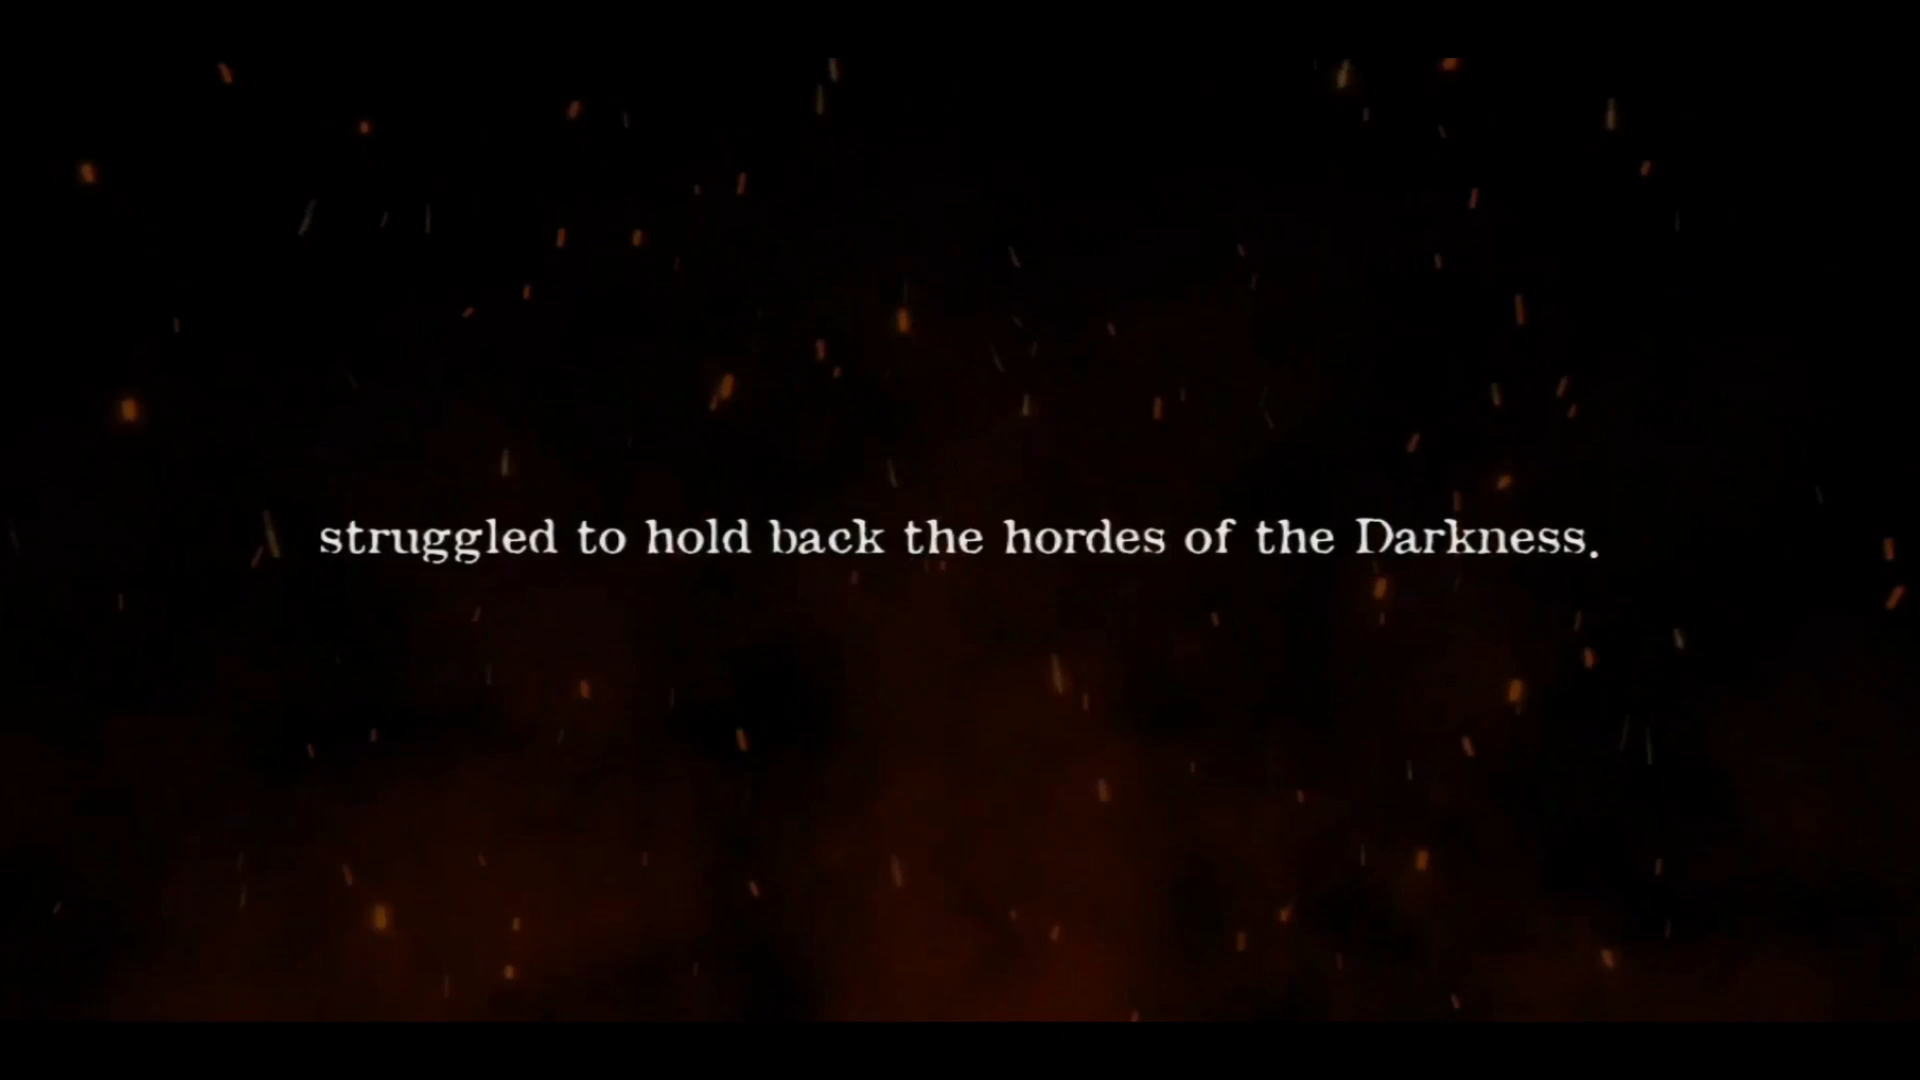 struggled to hold back the hordes of the Darkness.